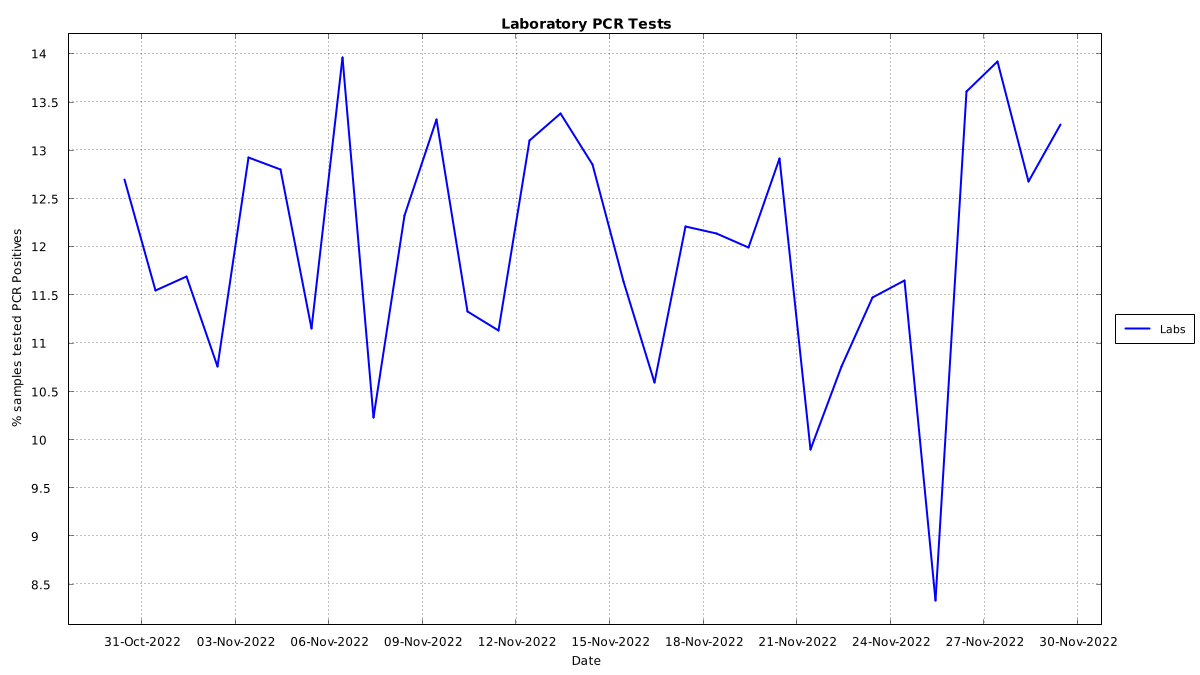 Laboratory PCR Tests
14
13.5
13
12.5
12
11.5
11
10.5
10
9.5
9
8.5
% samples tested PCR Positives
31-Oct-2022 03-Nov-2022 06-Nov-2022 09-Nov-2022 12-Nov-2022 15-Nov-2022 18-Nov-2022 21-Nov-2022 24-Nov-2022 27-Nov-2022 30-Nov-2022
Date
Labs